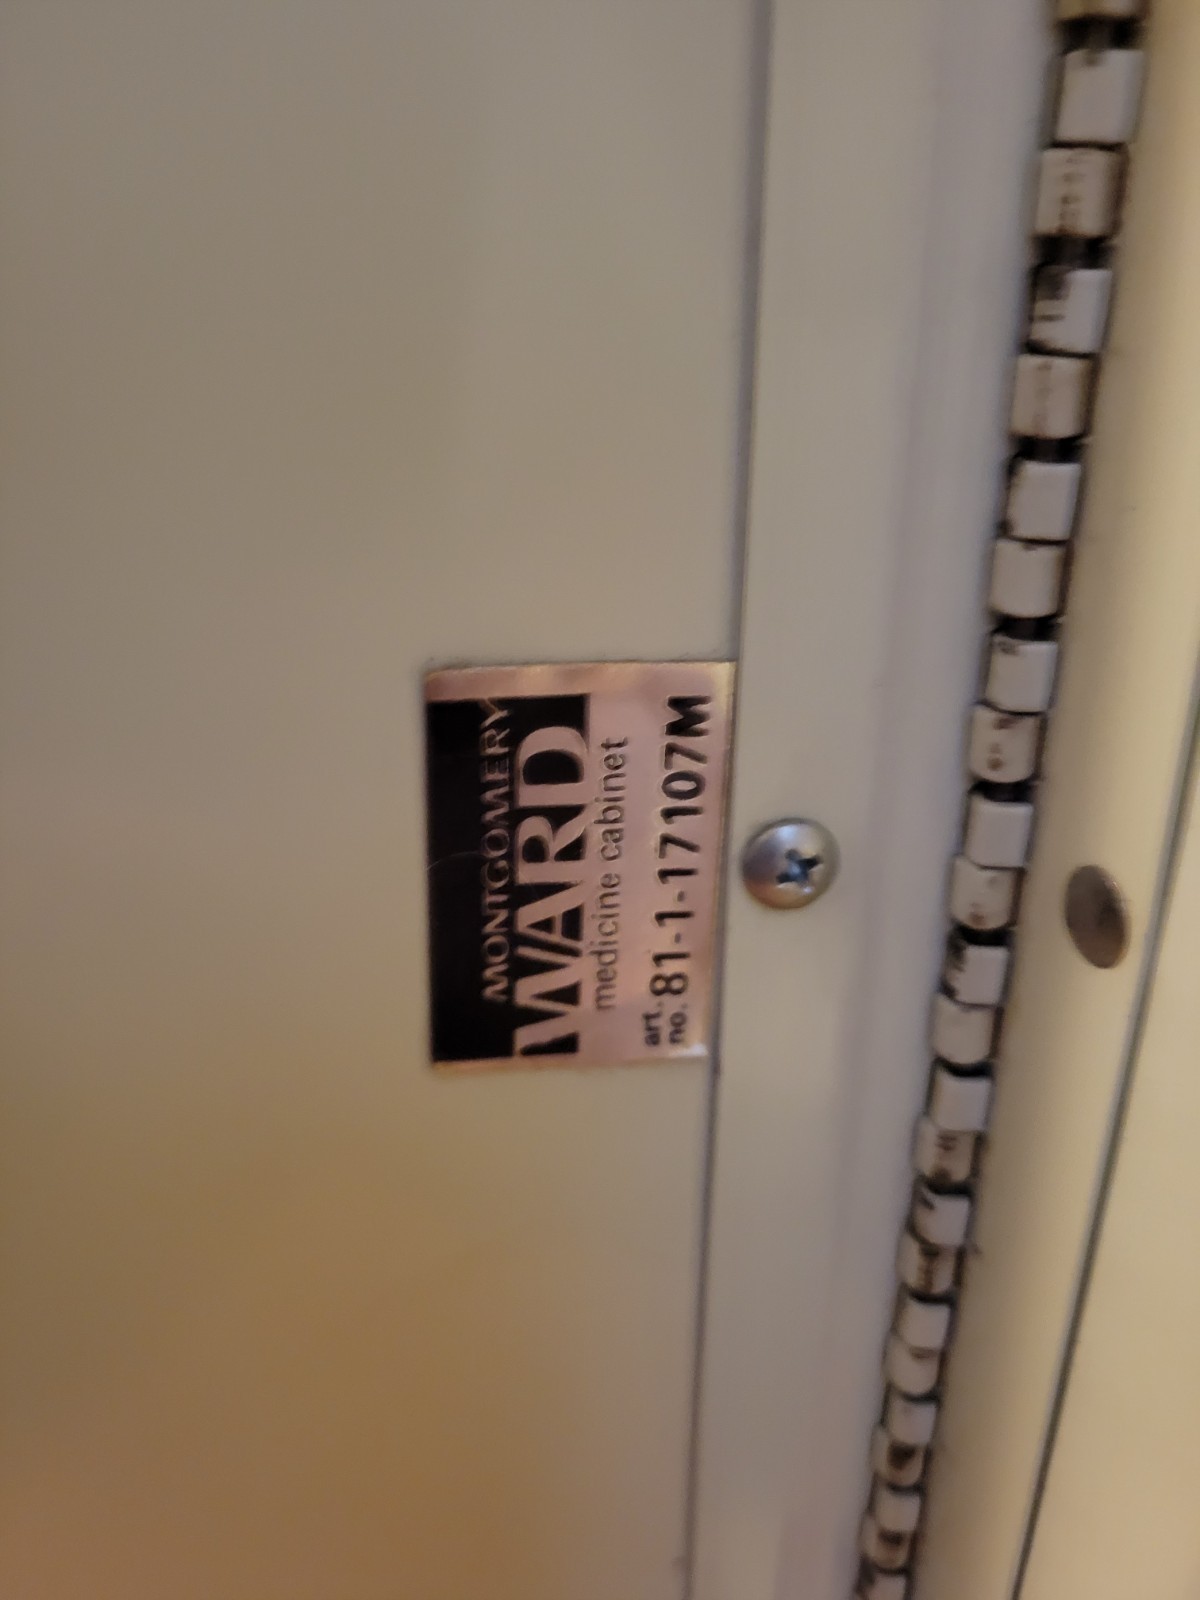 MONTGOMERY
WARD
medicine cabinet
art.
no. 81-1-17107M